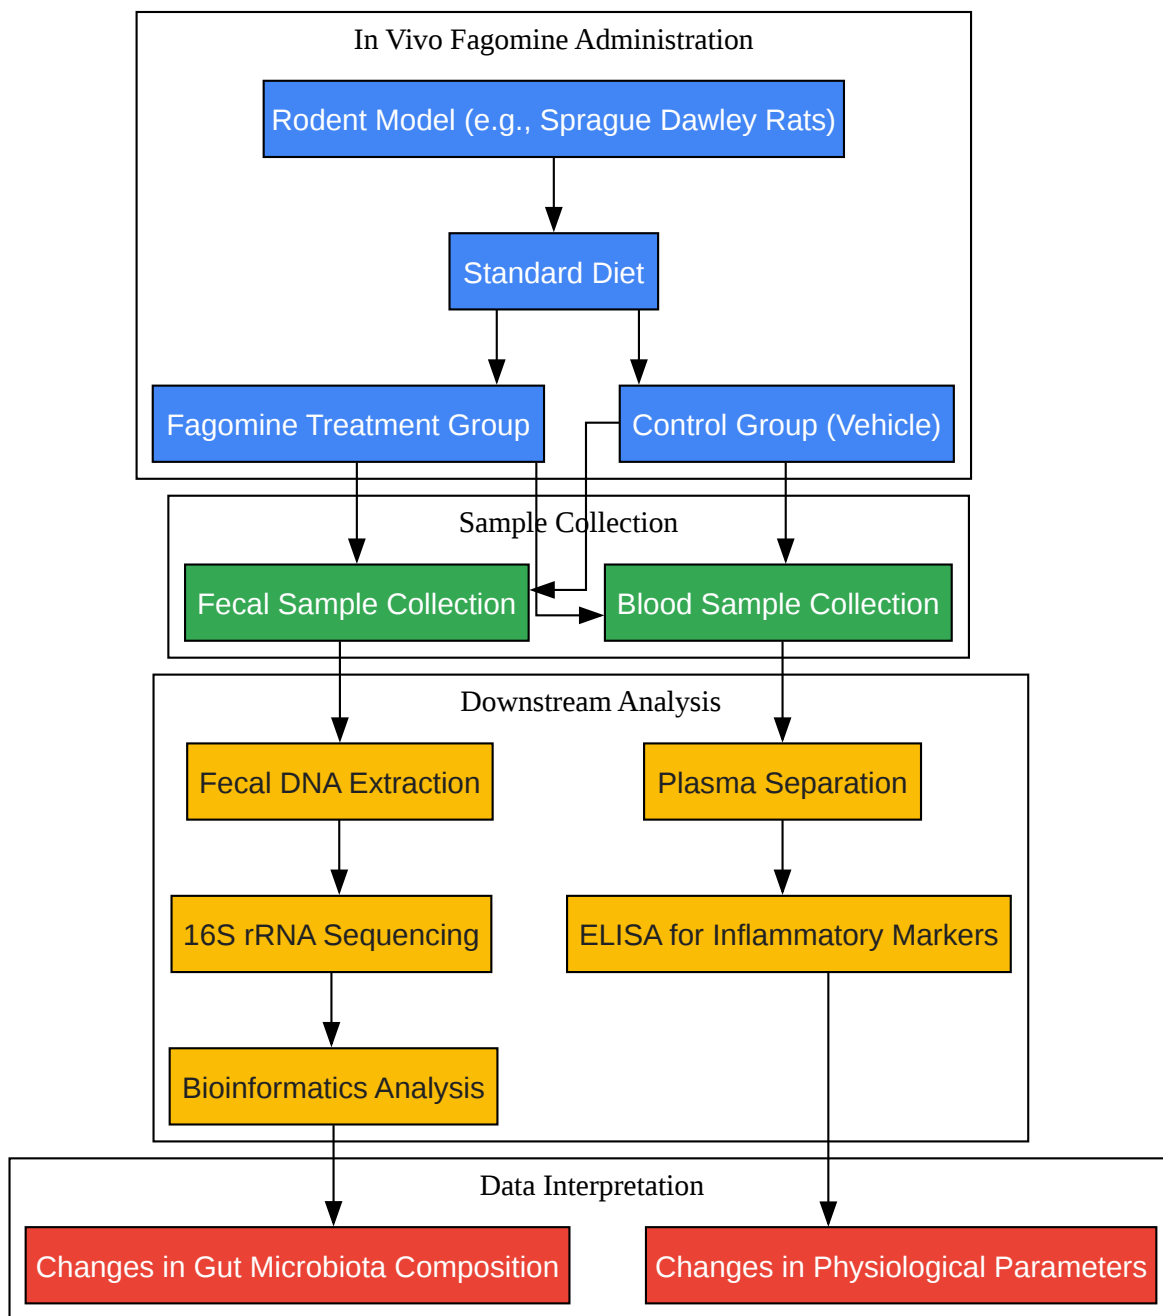 In Vivo Fagomine Administration
Rodent Model (e.g., Sprague Dawley Rats)
Standard Diet
Fagomine Treatment Group
Control Group (Vehicle)
Sample Collection
Fecal Sample Collection
Blood Sample Collection
Downstream Analysis
Fecal DNA Extraction
Plasma Separation
16S rRNA Sequencing
ELISA for Inflammatory Markers
Bioinformatics Analysis
Data Interpretation
Changes in Gut Microbiota Composition
Changes in Physiological Parameters